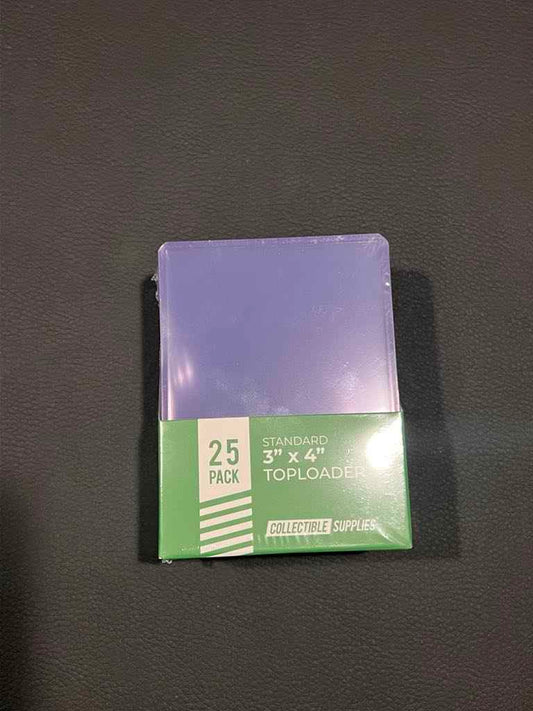 25
PACK
STANDARD
3” x 4”
TOPLOADER
COLLECTIBLE SUPPLIES